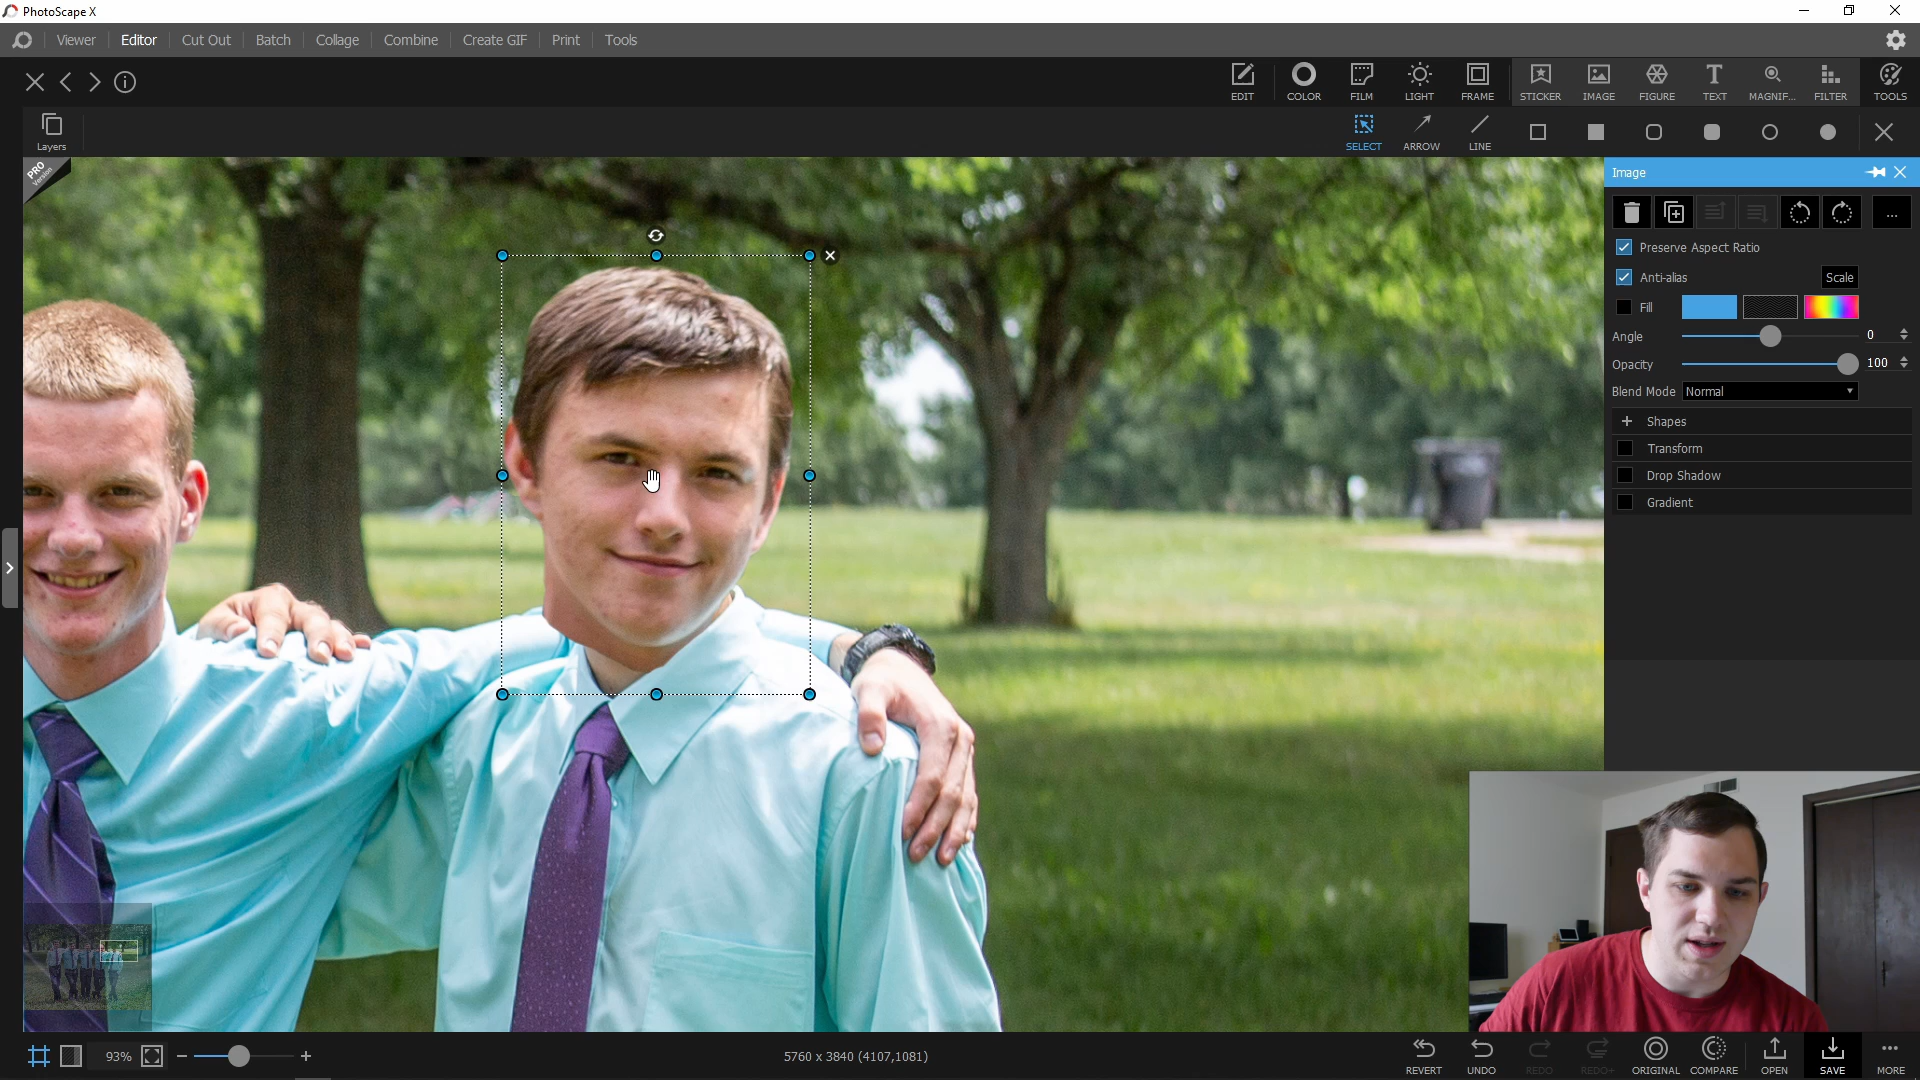 PhotoScape X
Viewer
Editor
Cut Out
Batch
Collage
Combine
Create GIF
Print
Tools
EDIT
COLOR
FILM
LIGHT
FRAME
STICKER
IMAGE
FIGURE
TEXT
MAGNIF...
FILTER
TOOLS
Layers
SELECT
ARROW
LINE
PRO
Version
Image
...
Preserve Aspect Ratio
Anti-alias
Scale
Fill
Angle
0
Opacity
100
Blend Mode
Normal
Shapes
Transform
Drop Shadow
Gradient
93%
5760 x 3840 (4107,1081)
REVERT
UNDO
REDO
REDO+
ORIGINAL
COMPARE
OPEN
SAVE
MORE